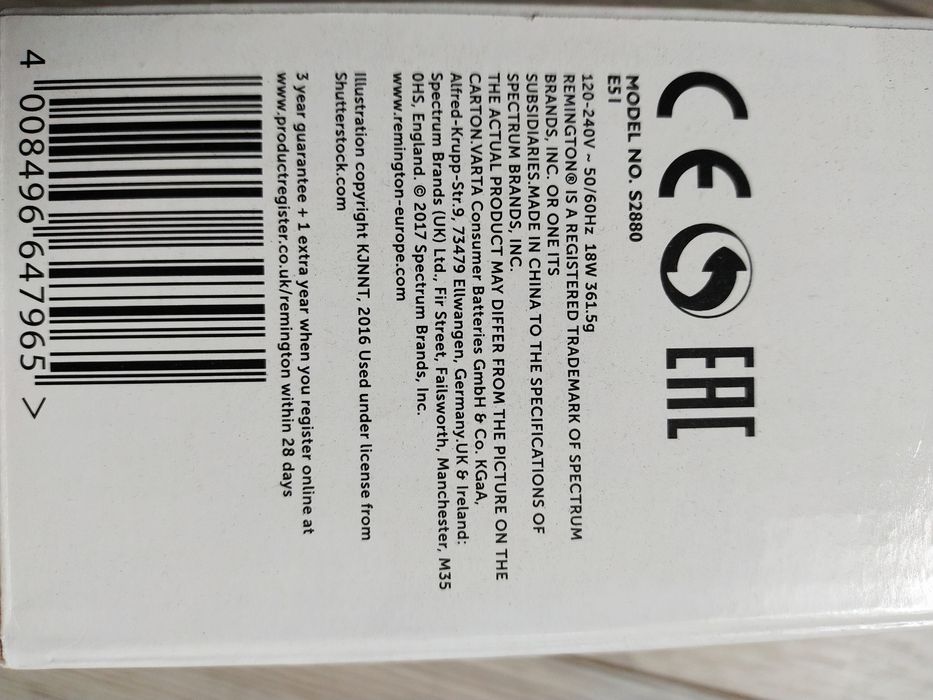 CE EAC
MODEL NO. S2880
E51
120-240V ~ 50/60Hz 18W 361.5g
REMINGTON® IS A REGISTERED TRADEMARK OF SPECTRUM
BRANDS, INC. OR ONE ITS
SUBSIDIARIES.MADE IN CHINA TO THE SPECIFICATIONS OF
SPECTRUM BRANDS, INC.
THE ACTUAL PRODUCT MAY DIFFER FROM THE PICTURE ON THE
CARTON.VARTA Consumer Batteries GmbH & Co. KGaA,
Alfred-Krupp-Str.9, 73479 Ellwangen, Germany.UK & Ireland:
Spectrum Brands (UK) Ltd., Fir Street, Failsworth, Manchester, M35
0HS, England. © 2017 Spectrum Brands, Inc.
www.remington-europe.com
Illustration copyright KJNNT, 2016 Used under license from
Shutterstock.com
3 year guarantee + 1 extra year when you register online at
www.productregister.co.uk/remington within 28 days
4 008496 647965 >